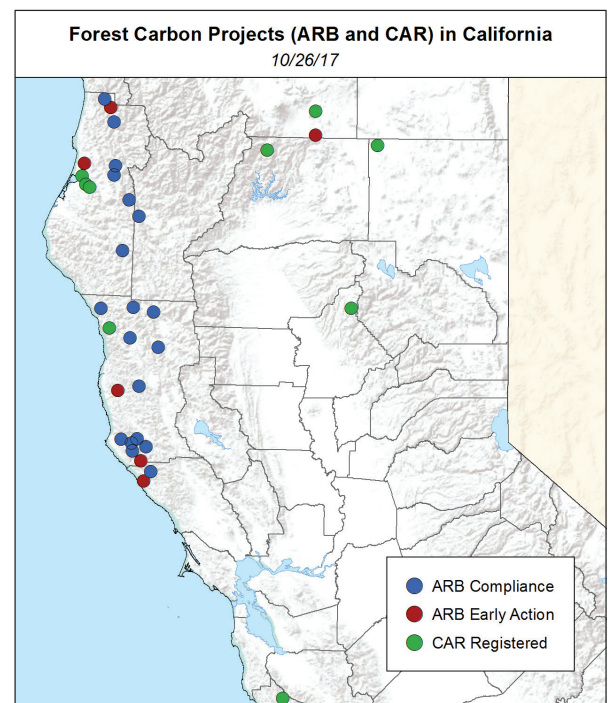 Forest Carbon Projects (ARB and CAR) in California
10/26/17
ARB Compliance
ARB Early Action
CAR Registered